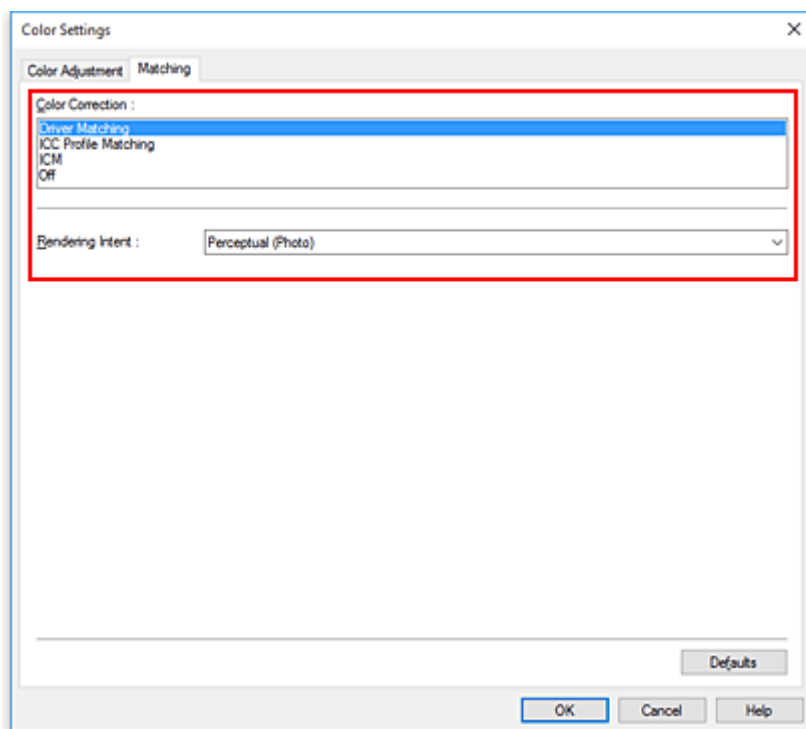 Color Settings
Color Adjustment Matching
Color Correction :
Driver Matching
ICC Profile Matching
ICM
Off
Rendering Intent : Perceptual (Photo)
Defaults
OK Cancel Help